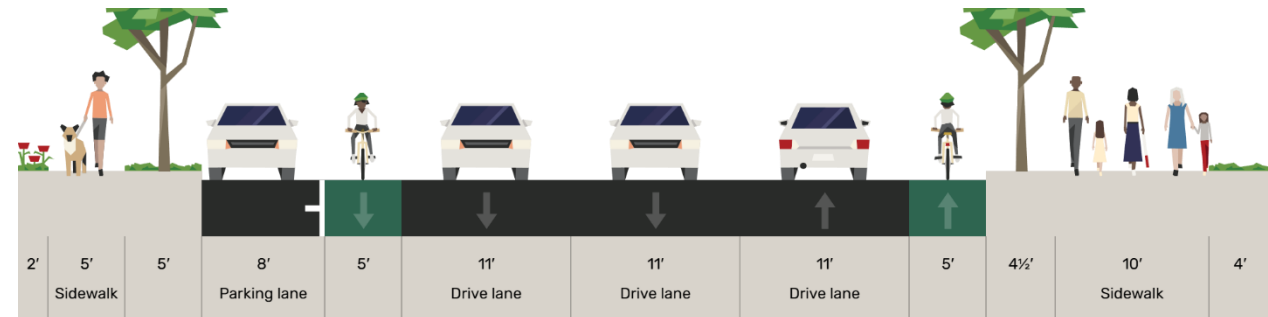 2′ 5′ 5′ 8′ 5′ 11′ 11′ 11′ 5′ 4½′ 10′ 4′
Sidewalk Parking lane Drive lane Drive lane Drive lane Sidewalk